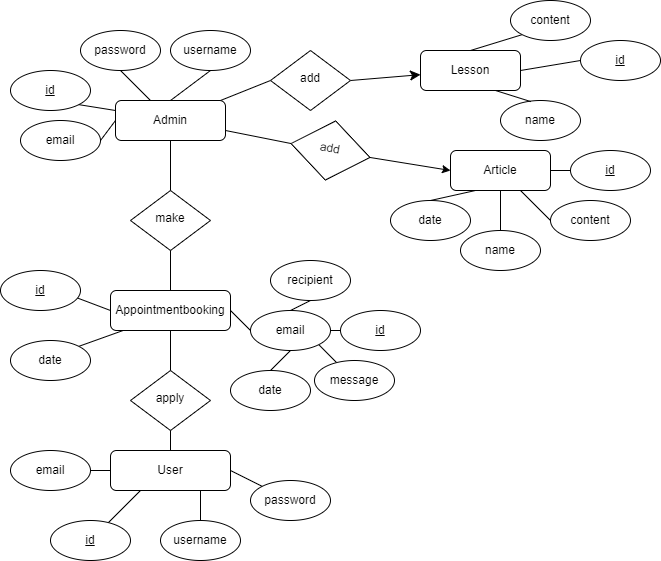 content
password
username
id
add
Lesson
id
Admin
name
email
add
Article
id
date
content
make
name
recipient
id
Appointmentbooking
email
id
date
date
message
apply
email
User
password
id
username